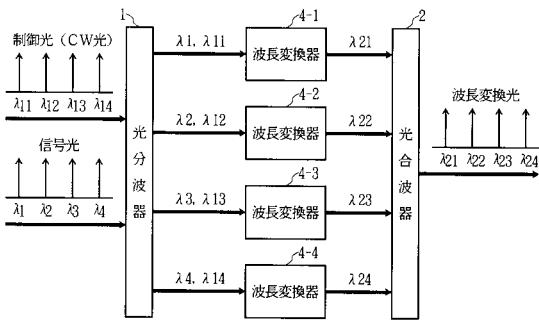 制御光（CW光）
λ11 λ12 λ13 λ14
信号光
λ1 λ2 λ3 λ4
1
光分波器
λ1, λ11
4-1
波長変換器
λ21
λ2, λ12
4-2
波長変換器
λ22
λ3, λ13
4-3
波長変換器
λ23
λ4, λ14
4-4
波長変換器
λ24
2
光合波器
波長変換光
λ21 λ22 λ23 λ24